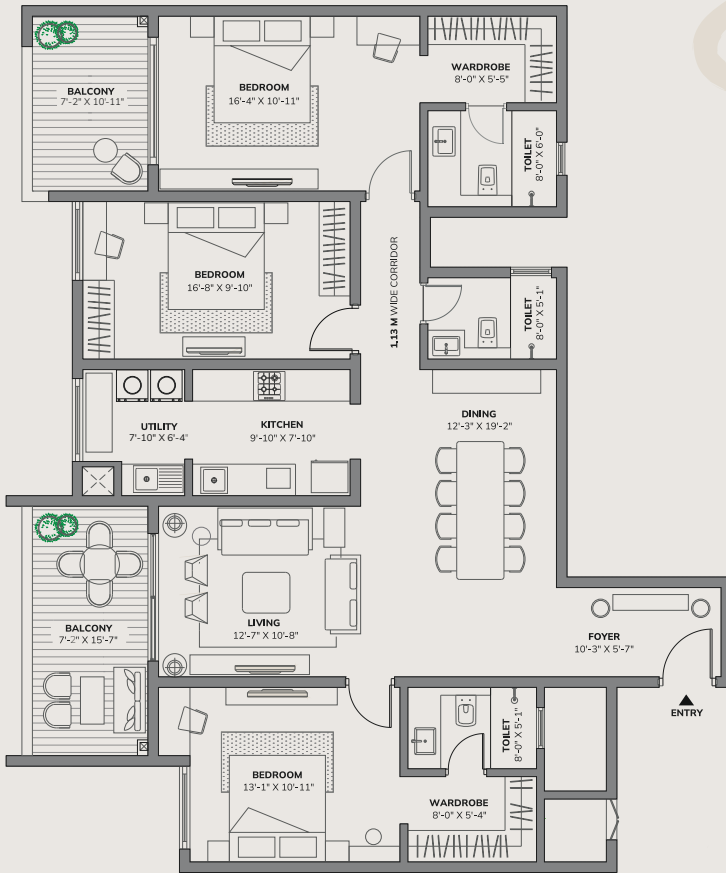 BALCONY
7'-2" X 10'-11"
BEDROOM
16'-4" X 10'-11"
WARDROBE
8'-0" X 5'-5"
TOILET
8'-0" X 6'-0"
BEDROOM
16'-8" X 9'-10"
1,13 M WIDE CORRIDOR
TOILET
8'-0" X 5'-1"
UTILITY
7'-10" X 6'-4"
KITCHEN
9'-10" X 7'-10"
DINING
12'-3" X 19'-2"
BALCONY
7'-2" X 15'-7"
LIVING
12'-7" X 10'-8"
FOYER
10'-3" X 5'-7"
ENTRY
BEDROOM
13'-1" X 10'-11"
TOILET
8'-0" X 5'-1"
WARDROBE
8'-0" X 5'-4"